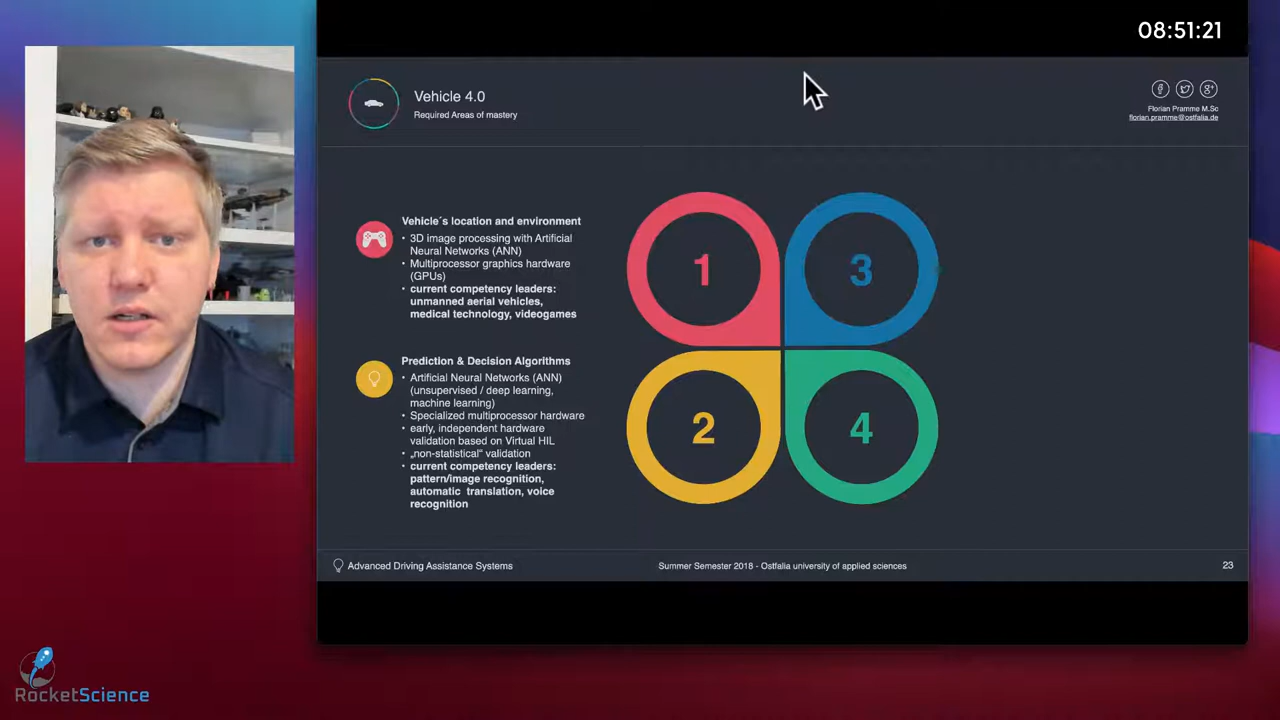 08:51:21
Vehicle 4.0
Required Areas of mastery
Florian Pramme M.Sc
florian.pramme@ostfalia.de
Vehicle´s location and environment
• 3D image processing with Artificial
Neural Networks (ANN)
• Multiprocessor graphics hardware
(GPUs)
• current competency leaders:
unmanned aerial vehicles,
medical technology, videogames
Prediction & Decision Algorithms
• Artificial Neural Networks (ANN)
(unsupervised / deep learning,
machine learning)
• Specialized multiprocessor hardware
• early, independent hardware
validation based on Virtual HIL
• „non-statistical“ validation
• current competency leaders:
pattern/image recognition,
automatic translation, voice
recognition
1
3
2
4
Advanced Driving Assistance Systems
Summer Semester 2018 - Ostfalia university of applied sciences
23
RocketScience